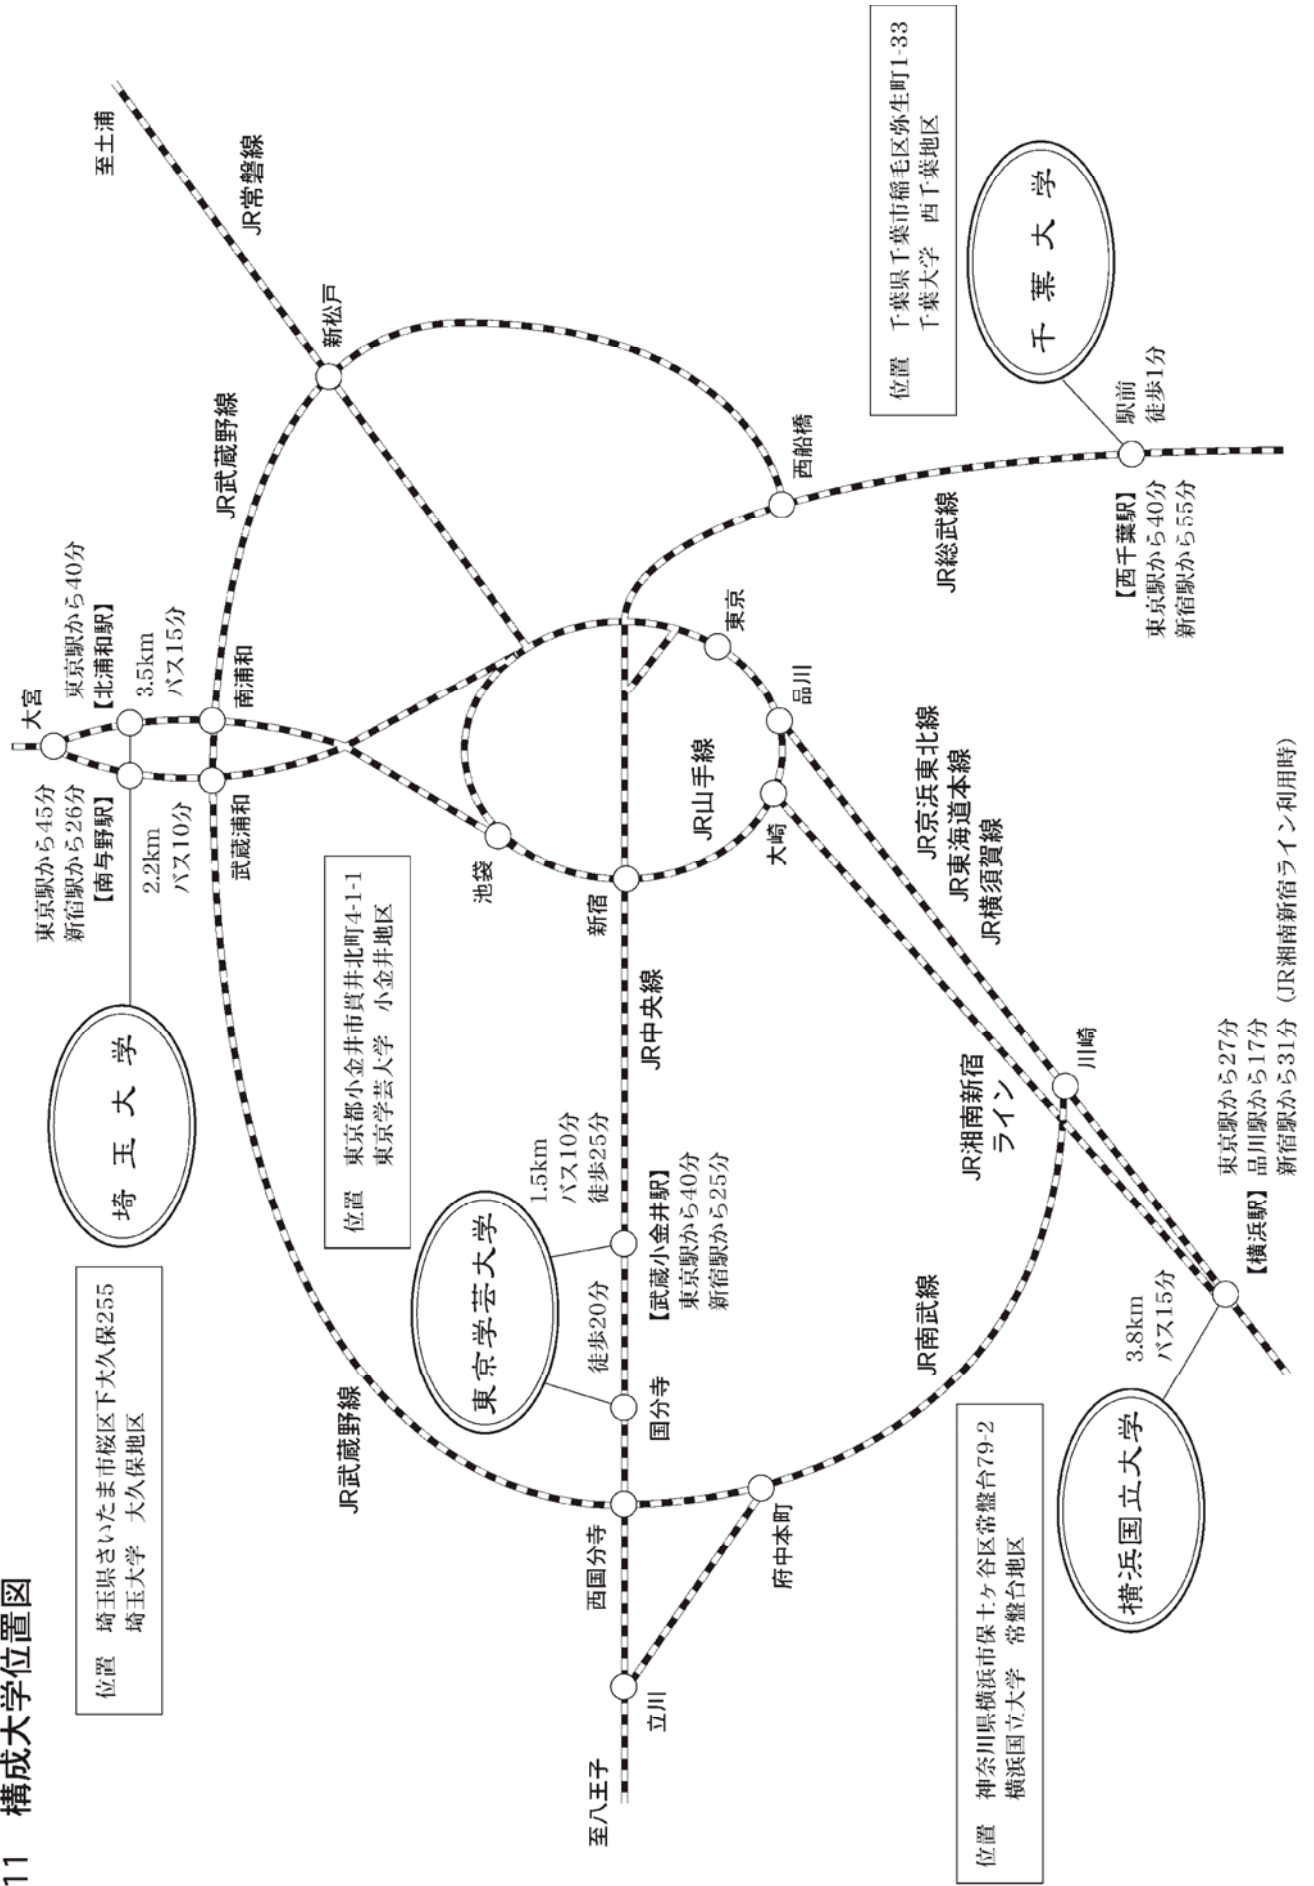 11 構成大学位置図
位置 埼玉県さいたま市桜区下大久保255
埼玉大学 大久保地区
埼玉大学
東京駅から45分
新宿駅から26分
【南与野駅】
2.2km
バス10分
大宮
東京駅から40分
【北浦和駅】
3.5km
バス15分
武蔵浦和
南浦和
JR武蔵野線
新松戸
JR常磐線
至土浦
位置 東京都小金井市貫井北町4-1-1
東京学芸大学 小金井地区
東京学芸大学
JR武蔵野線
池袋
徒歩20分
1.5km
バス10分
徒歩25分
新宿
至八王子
立川
西国分寺
国分寺
【武蔵小金井駅】
東京駅から40分
新宿駅から25分
JR中央線
JR山手線
東京
品川
大崎
西船橋
府中本町
JR南武線
JR湘南新宿
ライン
JR京浜東北線
JR東海道本線
JR横須賀線
JR総武線
位置 千葉県千葉市稲毛区弥生町1-33
千葉大学 西千葉地区
千葉大学
駅前
徒歩1分
【西千葉駅】
東京駅から40分
新宿駅から55分
川崎
位置 神奈川県横浜市保土ヶ谷区常盤台79-2
横浜国立大学 常盤台地区
横浜国立大学
3.8km
バス15分
【横浜駅】
東京駅から27分
品川駅から17分
新宿駅から31分（JR湘南新宿ライン利用時）